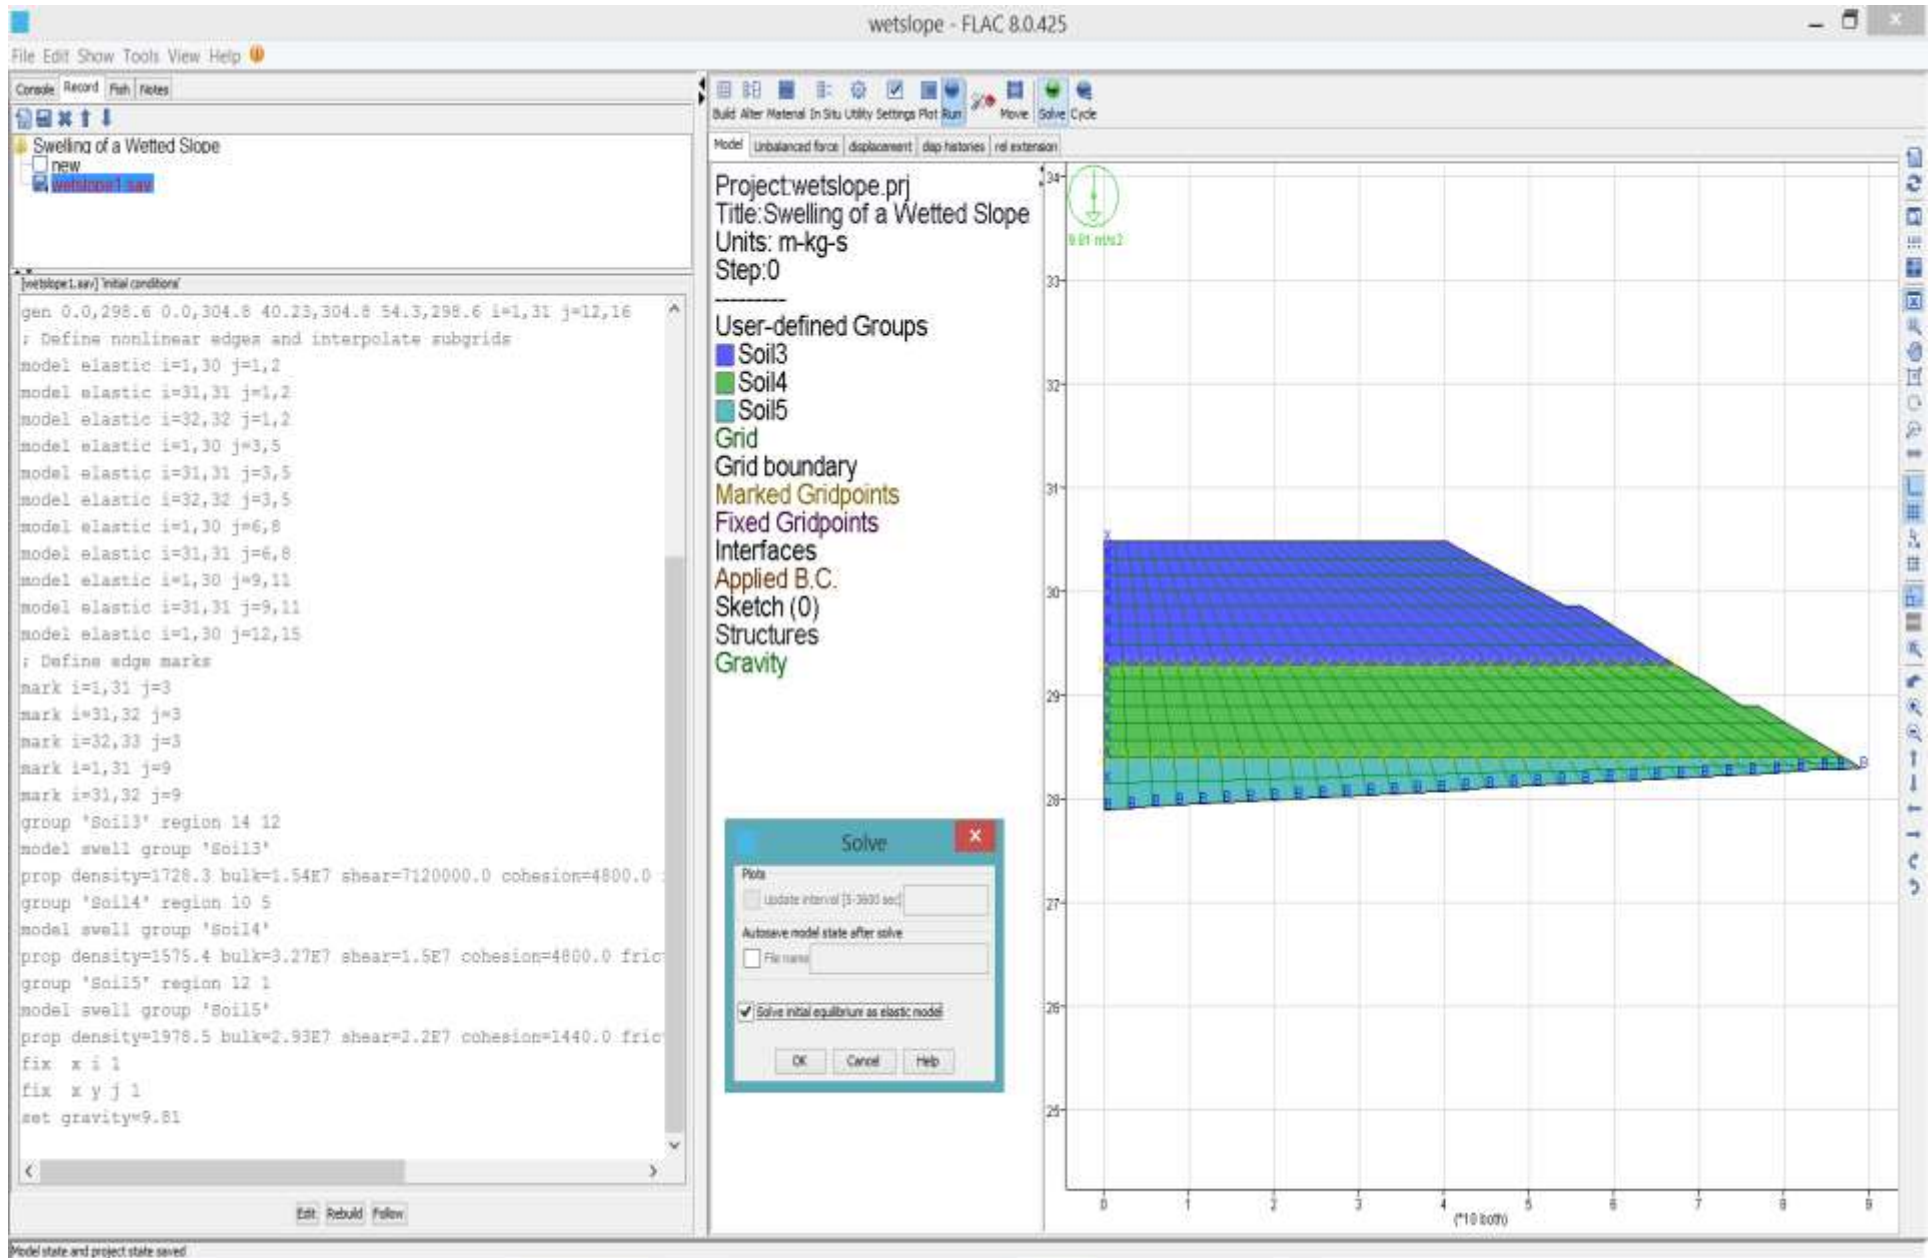 wetslope - FLAC 8.0.425
File Edit Show Tools View Help
Console Record Fish Notes
Swelling of a Wetted Slope
new
wetslope1.sav
[wetslope1.sav] 'initial conditions'
gen 0.0,298.6 0.0,304.8 40.23,304.8 54.3,298.6 i=1,31 j=12,16
; Define nonlinear edges and interpolate subgrids
model elastic i=1,30 j=1,2
model elastic i=31,31 j=1,2
model elastic i=32,32 j=1,2
model elastic i=1,30 j=3,5
model elastic i=31,31 j=3,5
model elastic i=32,32 j=3,5
model elastic i=1,30 j=6,8
model elastic i=31,31 j=6,8
model elastic i=1,30 j=9,11
model elastic i=31,31 j=9,11
model elastic i=1,30 j=12,15
; Define edge marks
mark i=1,31 j=3
mark i=31,32 j=3
mark i=32,33 j=3
mark i=1,31 j=9
mark i=31,32 j=9
group 'Soil3' region 14 12
model swell group 'Soil3'
prop density=1728.3 bulk=1.54E7 shear=7120000.0 cohesion=4800.0
group 'Soil4' region 10 5
model swell group 'Soil4'
prop density=1575.4 bulk=3.27E7 shear=1.5E7 cohesion=4800.0 fric
group 'Soil5' region 12 1
model swell group 'Soil5'
prop density=1978.5 bulk=2.93E7 shear=2.2E7 cohesion=1440.0 fric
fix x i 1
fix x y j 1
set gravity=9.81
Edit Rebuild Follow
Model state and project state saved
Build Alter Material In Situ Utility Settings Plot Run Move Solve Cycle
Model Unbalanced force displacement disp histories rel extension
Project:wetslope.prj
Title:Swelling of a Wetted Slope
Units: m-kg-s
Step:0
---------
User-defined Groups
Soil3
Soil4
Soil5
Grid
Grid boundary
Marked Gridpoints
Fixed Gridpoints
Interfaces
Applied B.C.
Sketch (0)
Structures
Gravity
Solve
Plots
Update interval [5-3600 sec]
Autosave model state after solve
File name
Solve initial equilibrium as elastic model
OK Cancel Help
9.81 m/s2
34
33
32
31
30
29
28
27
26
25
0 1 2 3 4 5 6 7 8 9
(*10 both)